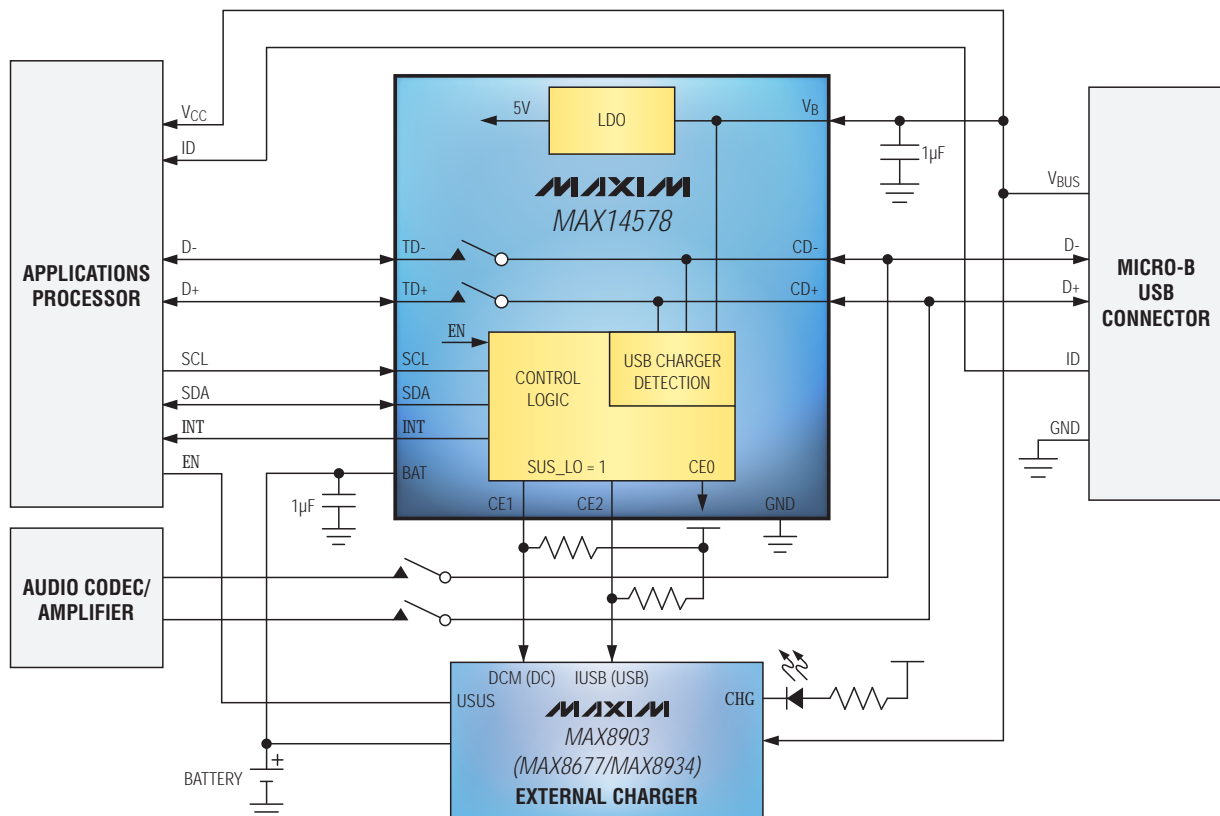 APPLICATIONS
PROCESSOR
VCC
ID
D-
D+
SCL
SDA
INT
EN
5V
LDO
VB
1µF
MAXIM
MAX14578
TD-
TD+
CD-
CD+
EN
SCL
SDA
INT
BAT
CONTROL
LOGIC
USB CHARGER
DETECTION
SUS_LO = 1
CE0
CE1
CE2
GND
1µF
VBUS
D-
D+
ID
GND
MICRO-B
USB
CONNECTOR
AUDIO CODEC/
AMPLIFIER
DCM (DC)
IUSB (USB)
USUS
CHG
MAXIM
MAX8903
(MAX8677/MAX8934)
EXTERNAL CHARGER
BATTERY
+